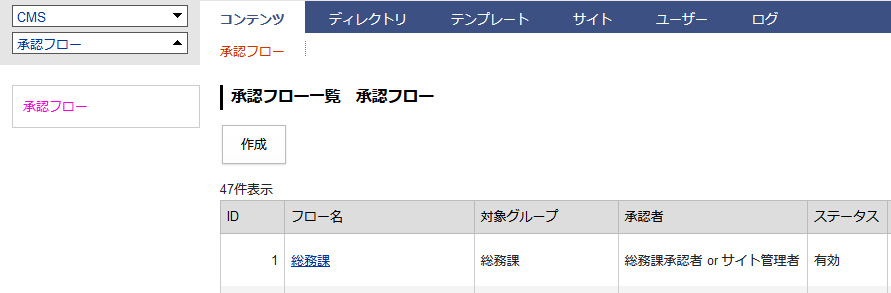 CMS
承認フロー
コンテンツ ディレクトリ テンプレート サイト ユーザー ログ
承認フロー
承認フロー
承認フロー一覧 承認フロー
作成
47件表示
ID フロー名 対象グループ 承認者 ステータス
1 総務課 総務課 総務課承認者 or サイト管理者 有効